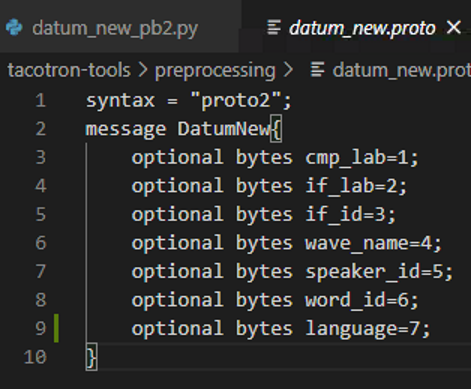 datum_new_pb2.py datum_new.proto
tacotron-tools > preprocessing > datum_new.prot
1 syntax = "proto2";
2 message DatumNew{
3 optional bytes cmp_lab=1;
4 optional bytes if_lab=2;
5 optional bytes if_id=3;
6 optional bytes wave_name=4;
7 optional bytes speaker_id=5;
8 optional bytes word_id=6;
9 optional bytes language=7;
10 }